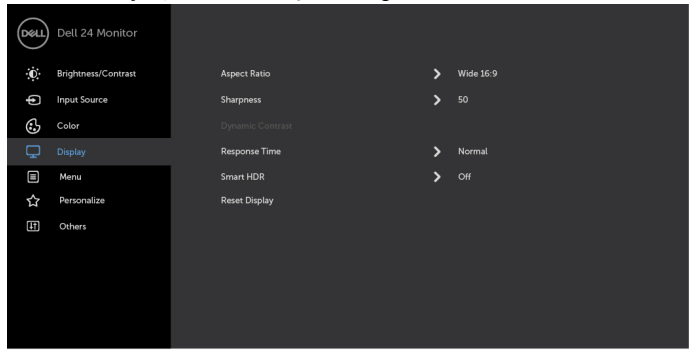 DELL Dell 24 Monitor
Brightness/Contrast Aspect Ratio Wide 16:9
Input Source Sharpness 50
Color Dynamic Contrast
Display Response Time Normal
Menu Smart HDR Off
Personalize Reset Display
Others